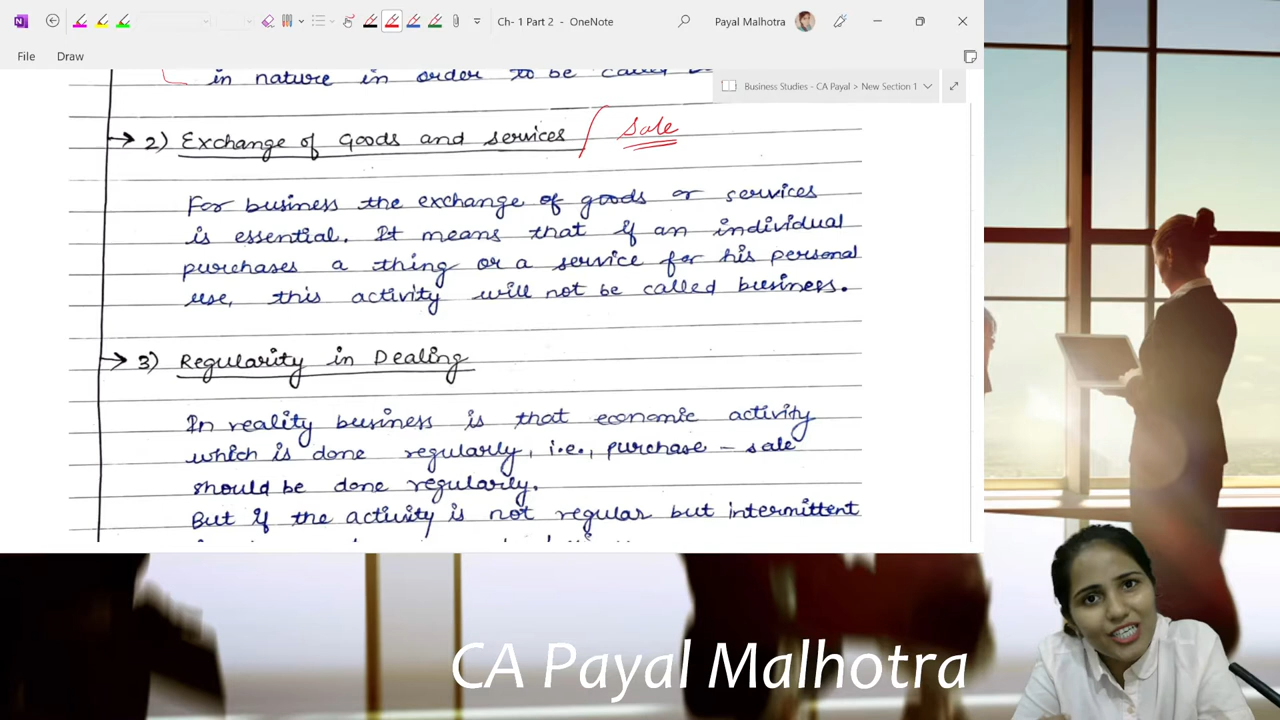 Ch- 1 Part 2 - OneNote
Payal Malhotra
File Draw
in nature in order to be called
Business Studies - CA Payal > New Section 1
→ 2) Exchange of Goods and services Sale
For business the exchange of goods or services
is essential. It means that if an individual
purchases a thing or a service for his personal
use, this activity will not be called business.
→ 3) Regularity in Dealing
In reality business is that economic activity
which is done regularly, i.e., purchase - sale
should be done regularly.
But if the activity is not regular but intermittent
CA Payal Malhotra